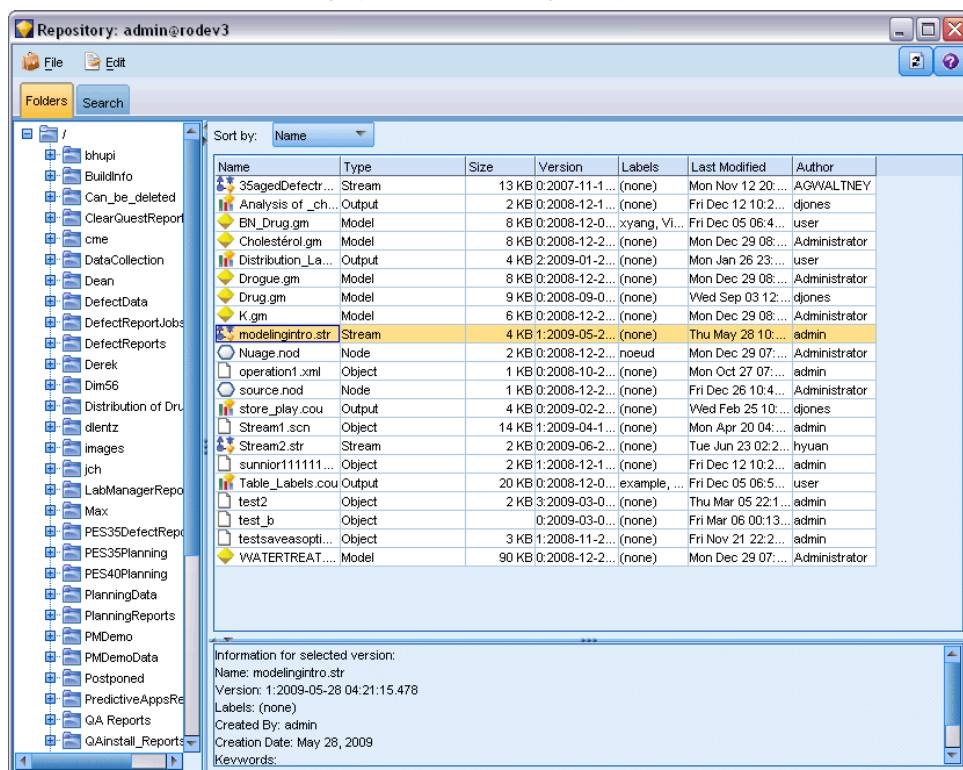 Repository: admin@rodev3
File Edit
Folders Search
/
bhupi
BuildInfo
Can_be_deleted
ClearQuestReport
cme
DataCollection
Dean
DefectData
DefectReportJobs
DefectReports
Derek
Dim56
Distribution of Dru
dlentz
images
jch
LabManagerRepo
Max
PES35DefectRepo
PES35Planning
PES40Planning
PlanningData
PlanningReports
PMDemo
PMDemoData
Postponed
PredictiveAppsRe
QA Reports
QAinstall_Reports
Sort by: Name
Name Type Size Version Labels Last Modified Author
35agedDefectr... Stream 13 KB 0:2007-11-1... (none) Mon Nov 12 20:... AGWALTNEY
Analysis of _ch... Output 2 KB 0:2008-12-1... (none) Fri Dec 12 10:2... djones
BN_Drug.gm Model 8 KB 0:2008-12-0... xyang, Vi... Fri Dec 05 06:4... user
Cholestérol.gm Model 8 KB 0:2008-12-2... (none) Mon Dec 29 08:... Administrator
Distribution_La... Output 4 KB 2:2009-01-2... (none) Mon Jan 26 23:... user
Drogue.gm Model 8 KB 0:2008-12-2... (none) Mon Dec 29 08:... Administrator
Drug.gm Model 9 KB 0:2008-09-0... (none) Wed Sep 03 12:... djones
K.gm Model 6 KB 0:2008-12-2... (none) Mon Dec 29 08:... Administrator
modelingintro.str Stream 4 KB 1:2009-05-2... (none) Thu May 28 10:... admin
Nuage.nod Node 2 KB 0:2008-12-2... noeud Mon Dec 29 07:... Administrator
operation1.xml Object 1 KB 0:2008-10-2... (none) Mon Oct 27 07:... admin
source.nod Node 1 KB 0:2008-12-2... (none) Fri Dec 26 10:4... Administrator
store_play.cou Output 4 KB 0:2009-02-2... (none) Wed Feb 25 10:... djones
Stream1.scn Object 14 KB 1:2009-04-1... (none) Mon Apr 20 04:... admin
Stream2.str Stream 2 KB 0:2009-06-2... (none) Tue Jun 23 02:2... hyuan
sunnior111111... Object 2 KB 1:2008-12-1... (none) Fri Dec 12 10:2... admin
Table_Labels.cou Output 20 KB 0:2008-12-0... example, ... Fri Dec 05 06:5... user
test2 Object 2 KB 3:2009-03-0... (none) Thu Mar 05 22:1... admin
test_b Object 0:2009-03-0... (none) Fri Mar 06 00:13... admin
testsaveasopti... Object 3 KB 1:2008-11-2... (none) Fri Nov 21 22:2... admin
WATERTREAT.... Model 90 KB 0:2008-12-2... (none) Mon Dec 29 07:... Administrator
Information for selected version:
Name: modelingintro.str
Version: 1:2009-05-28 04:21:15.478
Labels: (none)
Created By: admin
Creation Date: May 28, 2009
Keywords: